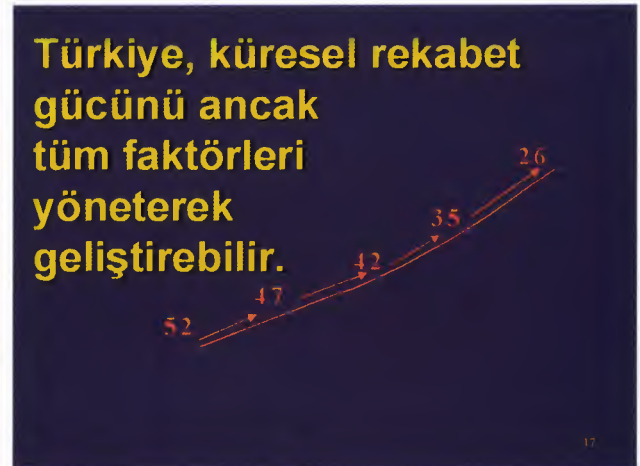 Türkiye, küresel rekabet
gücünü ancak
tüm faktörleri
yöneterek
geliştirebilir.
26
35
42
47
52
17